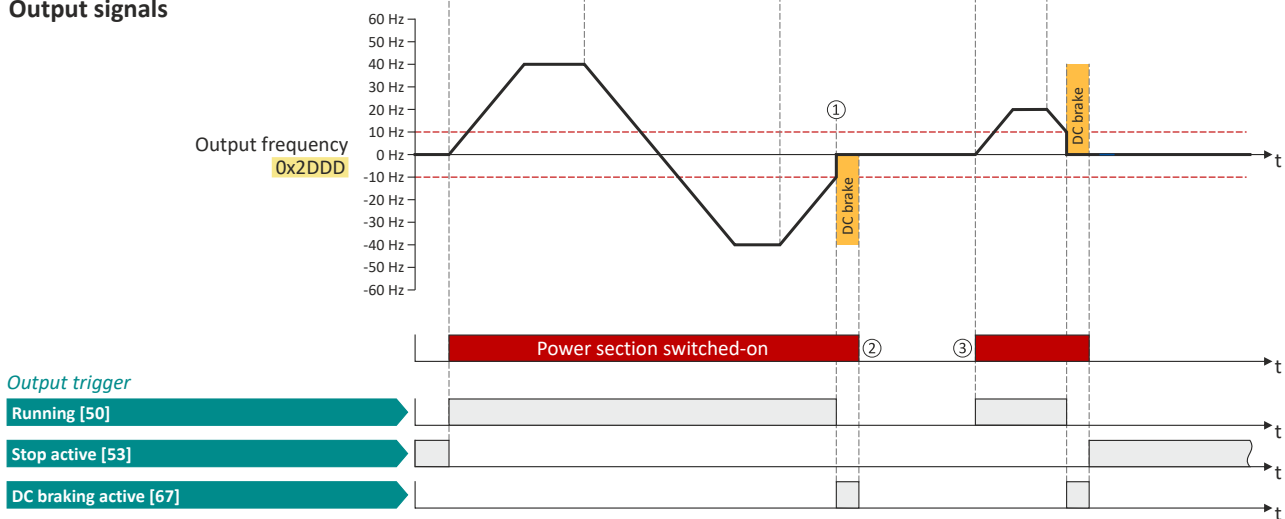 Output signals
60 Hz
50 Hz
40 Hz
30 Hz
20 Hz
10 Hz
0 Hz
-10 Hz
-20 Hz
-30 Hz
-40 Hz
-50 Hz
-60 Hz
Output frequency
0x2DDD
①
DC brake
DC brake
t
Power section switched-on
②
③
t
Output trigger
Running [50]
t
Stop active [53]
t
DC braking active [67]
t